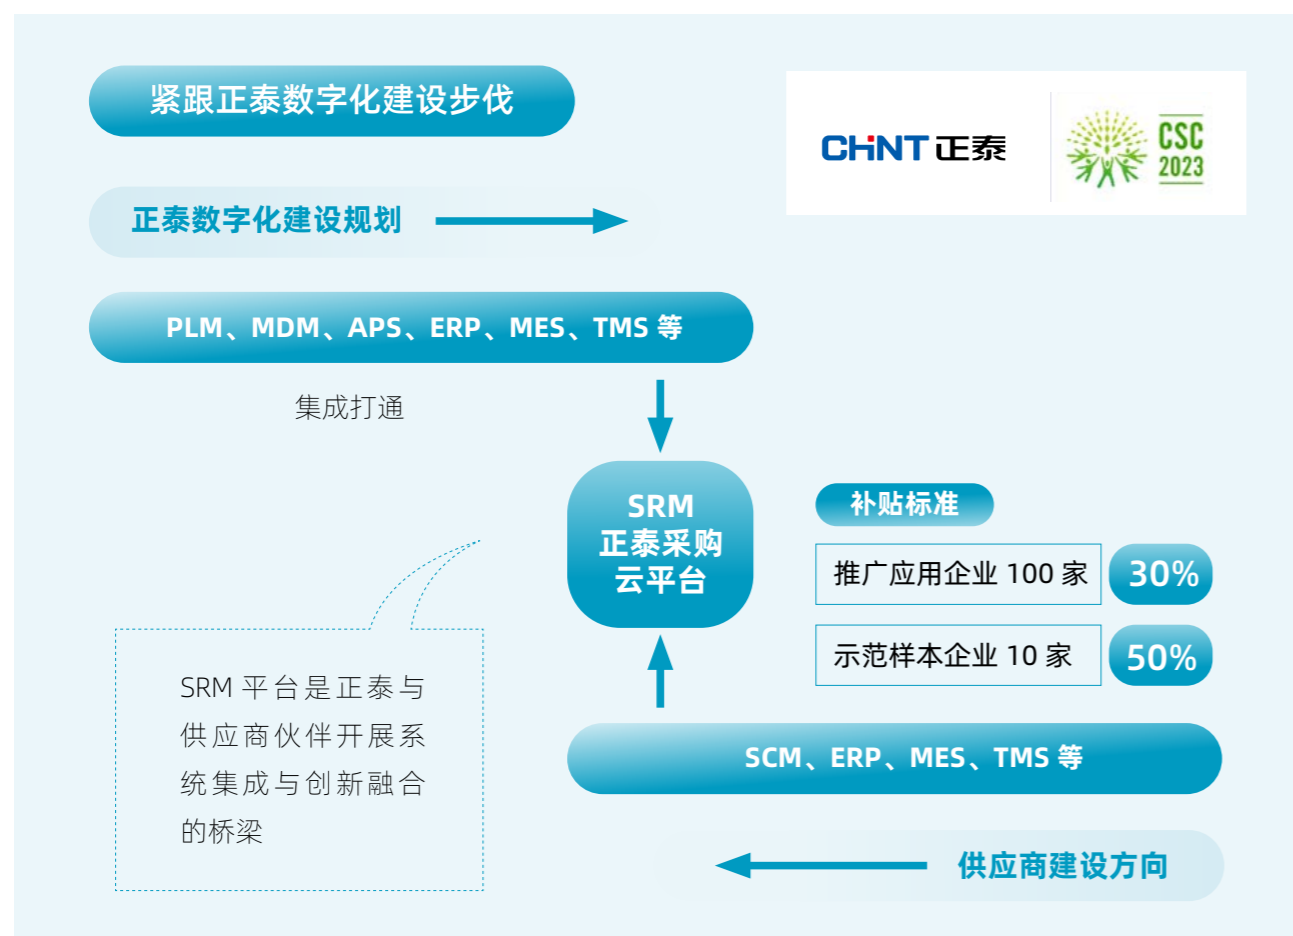 紧跟正泰数字化建设步伐
CHINT 正泰
CSC
2023
正泰数字化建设规划
PLM、MDM、APS、ERP、MES、TMS 等
集成打通
SRM
正泰采购
云平台
补贴标准
推广应用企业 100 家 30%
示范样本企业 10 家 50%
SRM 平台是正泰与
供应商伙伴开展系
统集成与创新融合
的桥梁
SCM、ERP、MES、TMS 等
供应商建设方向